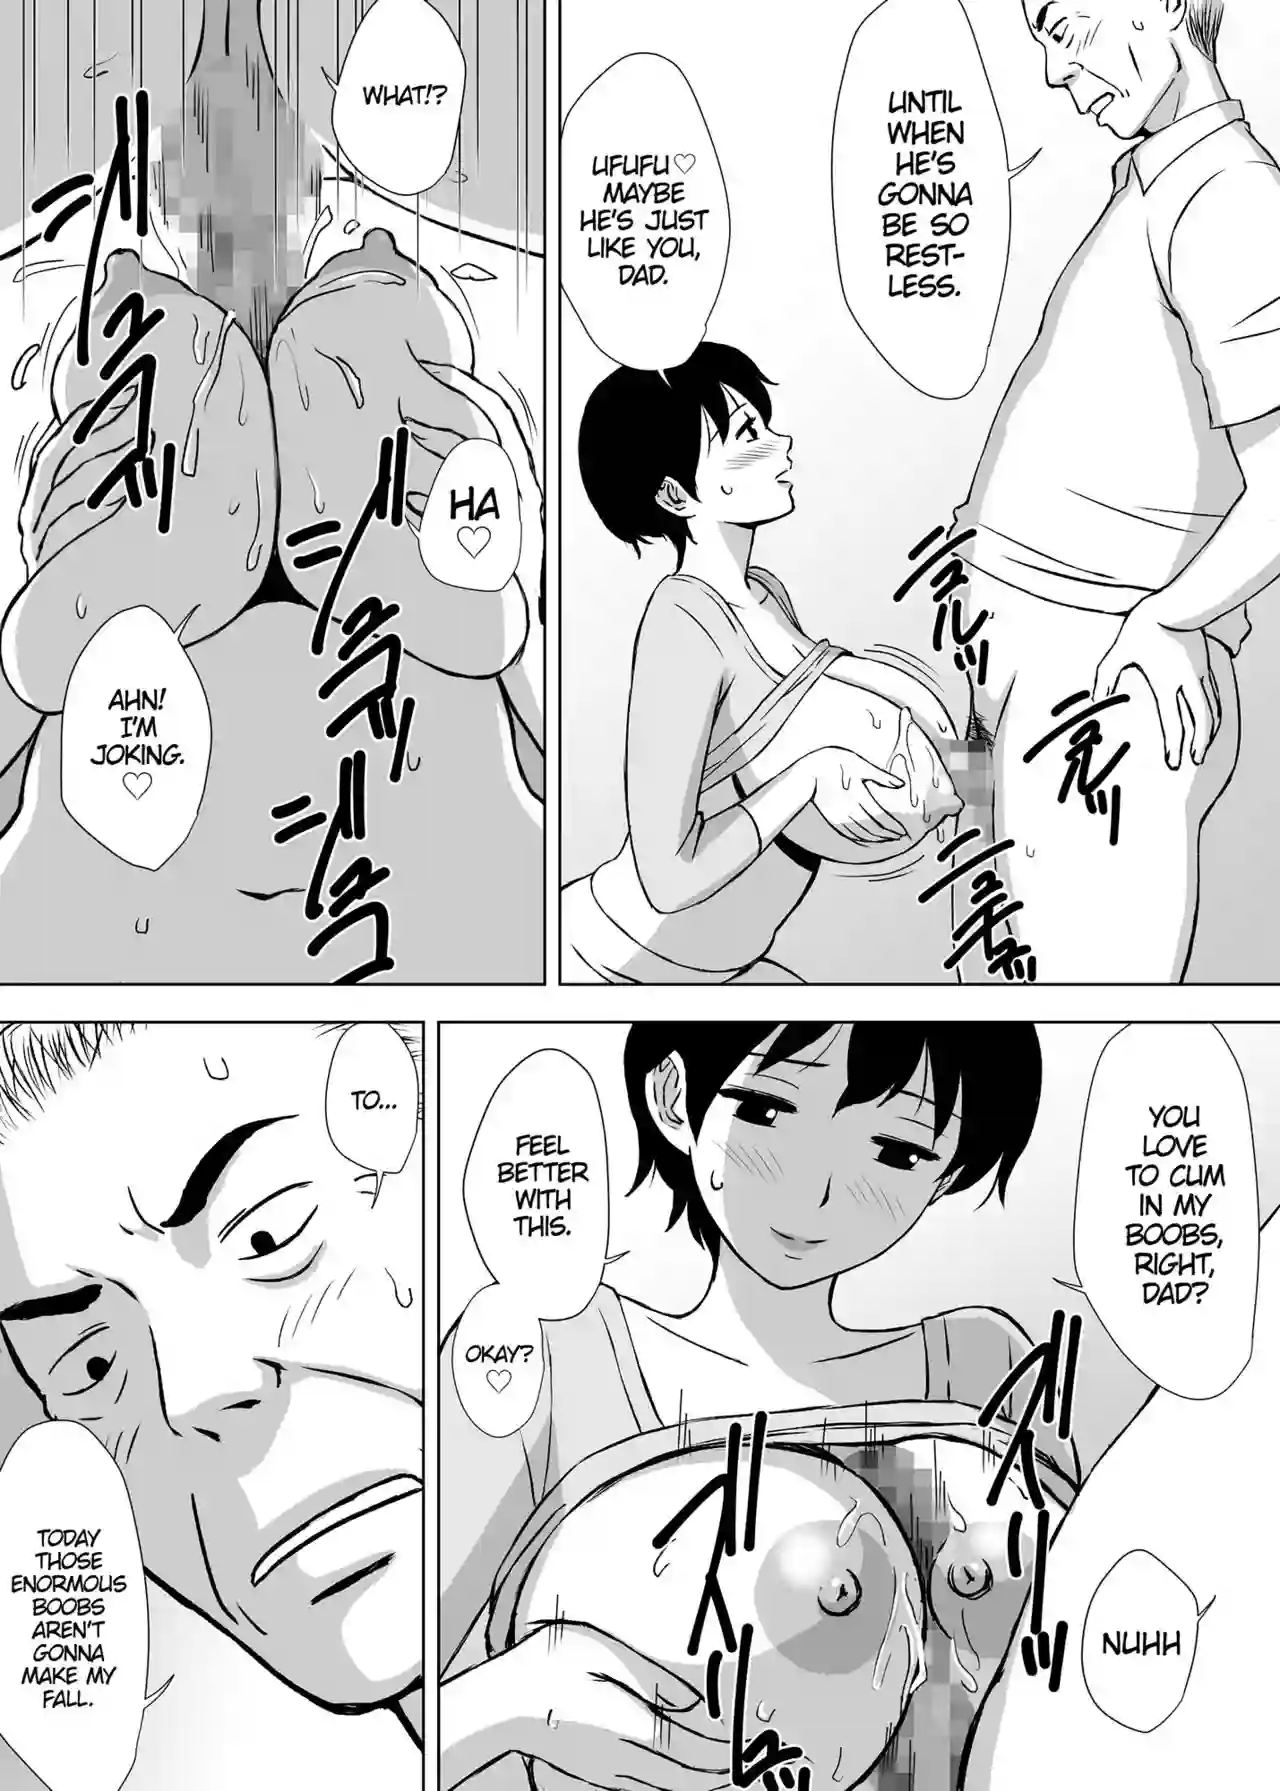 UNTIL
WHEN
HE'S
GONNA
BE SO
REST-
LESS.
UFUFU♡
MAYBE
HE'S JUST
LIKE YOU,
DAD.
WHAT!?
HA
♡
AHN!
I'M
JOKING.
♡
YOU
LOVE
TO CUM
IN MY
BOOBS,
RIGHT,
DAD?
FEEL
BETTER
WITH
THIS.
OKAY?
♡
NUHH
TO...
TODAY
THOSE
ENORMOUS
BOOBS
AREN'T
GONNA
MAKE MY
FALL.